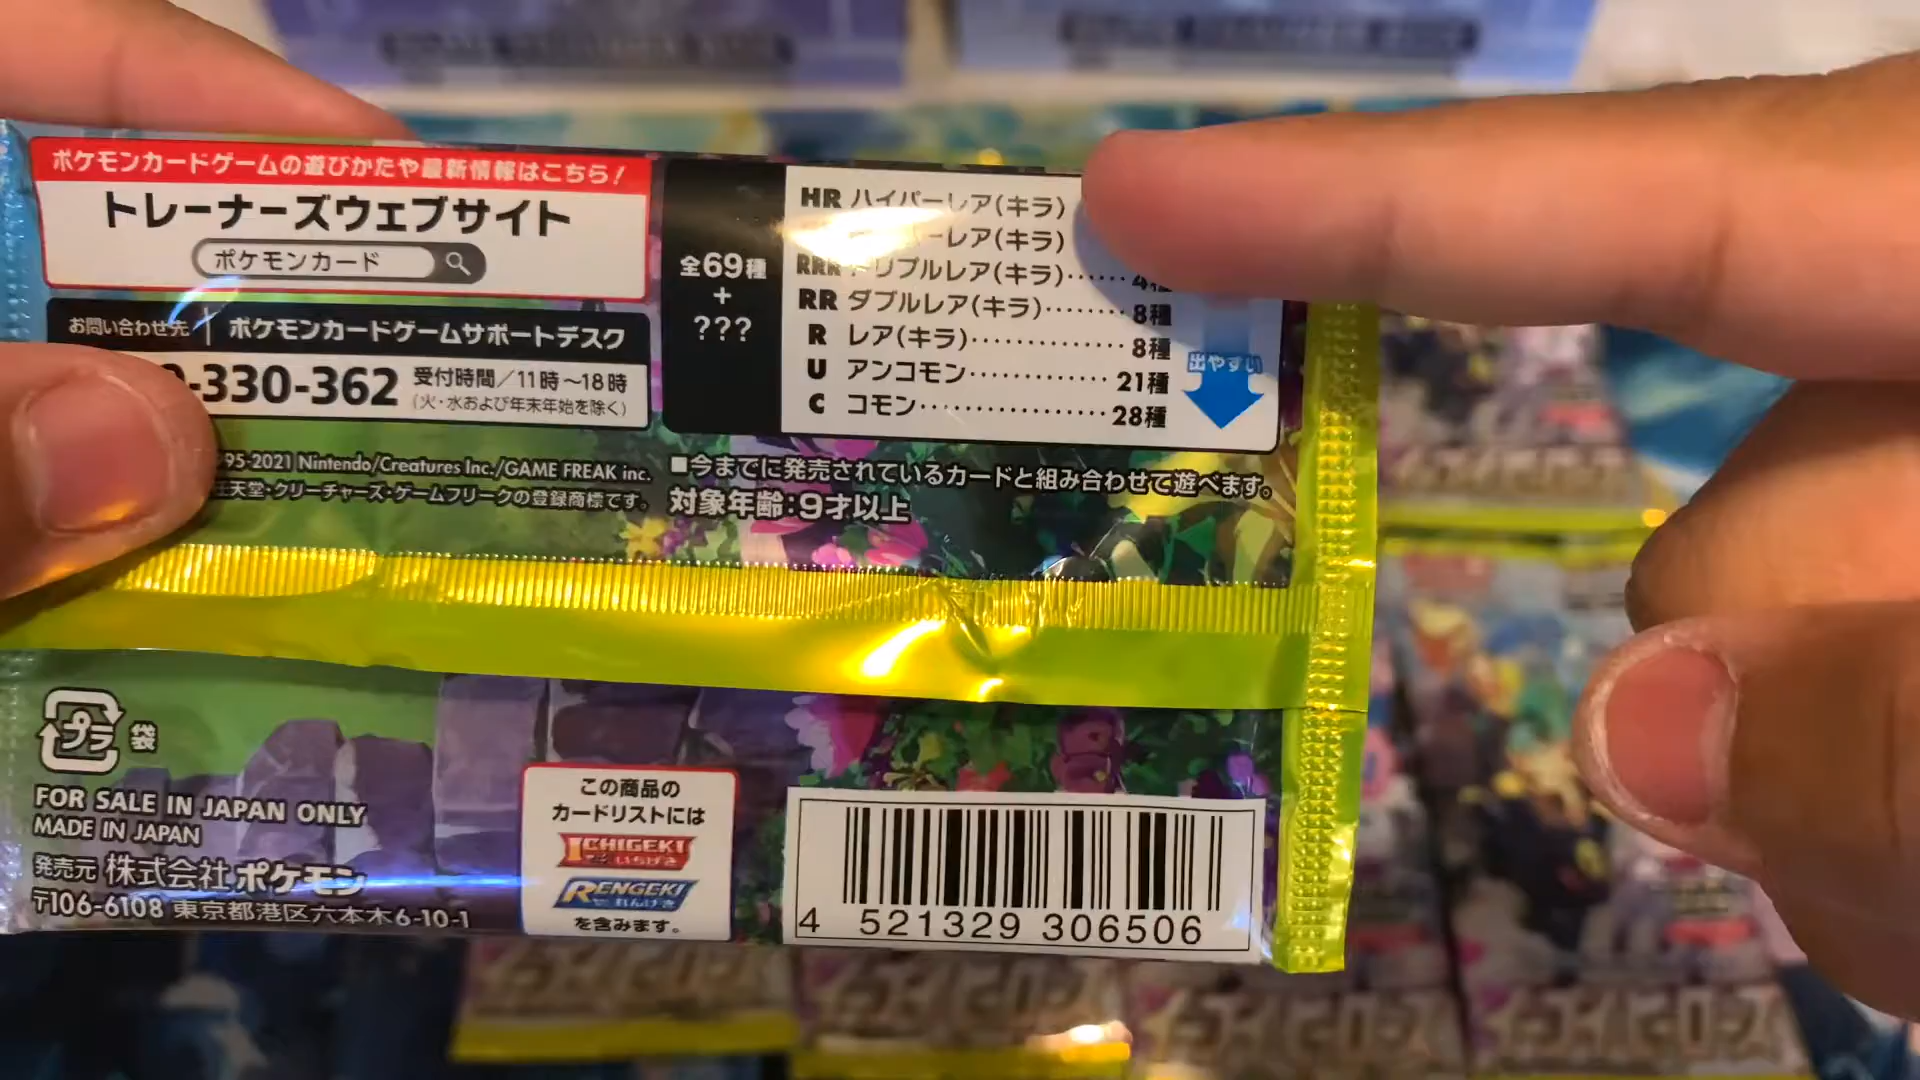 ポケモンカードゲームの遊びかたや最新情報はこちら!
トレーナーズウェブサイト
ポケモンカード
お問い合わせ先
ポケモンカードゲームサポートデスク
-330-362
受付時間/11時~18時
(火・水および年末年始を除く)
全69種
+
???
HR ハイパーレア(キラ)
ーレア(キラ)
RRR トリプルレア(キラ)‥‥‥ 4種
RR ダブルレア(キラ)‥‥‥‥ 8種
R レア(キラ)‥‥‥‥‥‥‥ 8種
U アンコモン‥‥‥‥‥‥‥ 21種
C コモン‥‥‥‥‥‥‥‥‥ 28種
出やすい
95-2021 Nintendo/Creatures Inc./GAME FREAK inc.
天堂・クリーチャーズ・ゲームフリークの登録商標です。
■今までに発売されているカードと組み合わせて遊べます。
対象年齢:9才以上
プラ 袋
FOR SALE IN JAPAN ONLY
MADE IN JAPAN
発売元 株式会社ポケモン
〒106-6108 東京都港区六本木6-10-1
この商品の
カードリストには
ICHIGEKI
いちげき
RENGEKI
れんげき
を含みます。
4 521329 306506